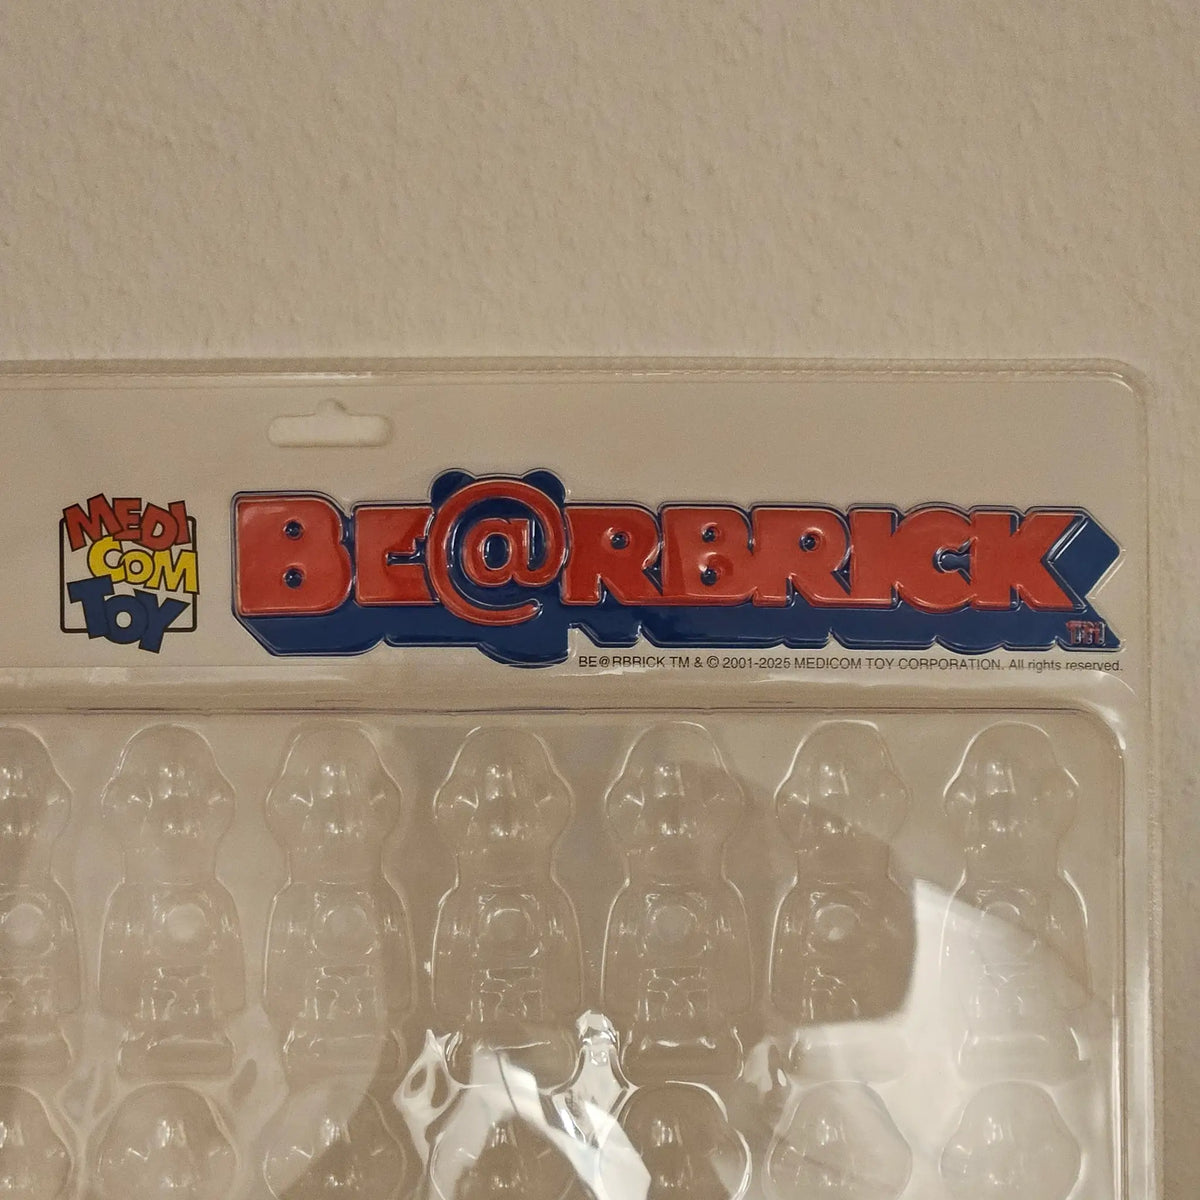 MEDI
COM
TOY
BE@RBRICK
TM
BE@RBRICK TM & © 2001-2025 MEDICOM TOY CORPORATION. All rights reserved.